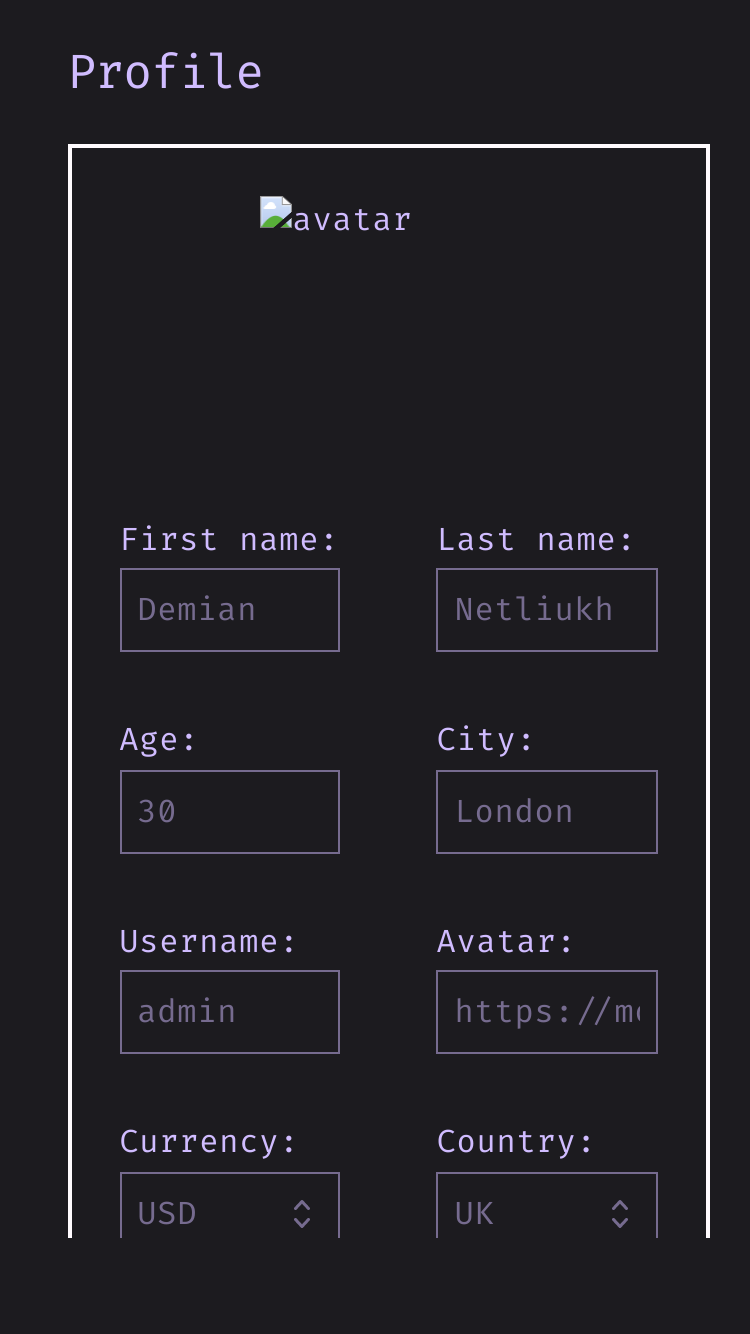 Profile
avatar
First name: Last name:
Demian Netliukh
Age: City:
30 London
Username: Avatar:
admin https://m
Currency: Country:
USD UK